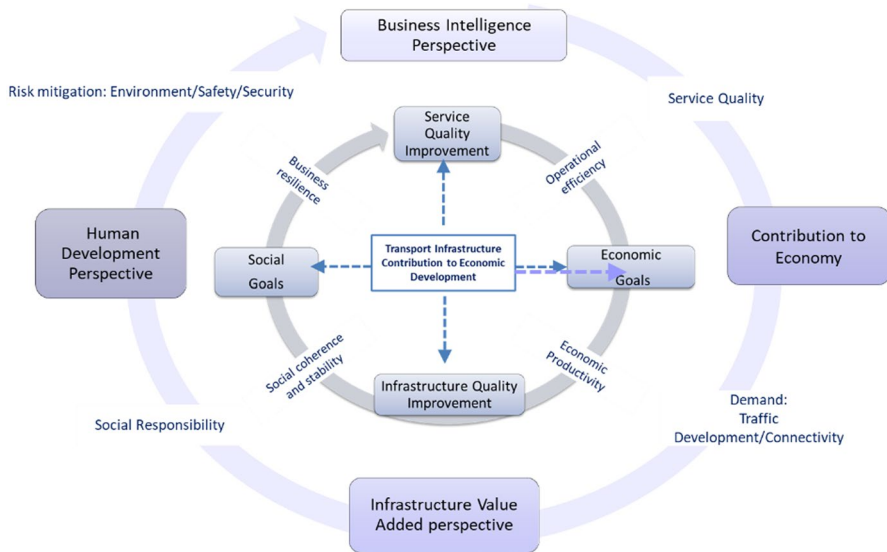 Business Intelligence
Perspective
Risk mitigation: Environment/Safety/Security
Service Quality
Service
Quality
Improvement
Business
resilience
Operational
efficiency
Human
Development
Perspective
Social
Goals
Transport Infrastructure
Contribution to Economic
Development
Economic
Goals
Contribution to
Economy
Social coherence
and stability
Economic
Productivity
Infrastructure Quality
Improvement
Social Responsibility
Demand:
Traffic
Development/Connectivity
Infrastructure Value
Added perspective